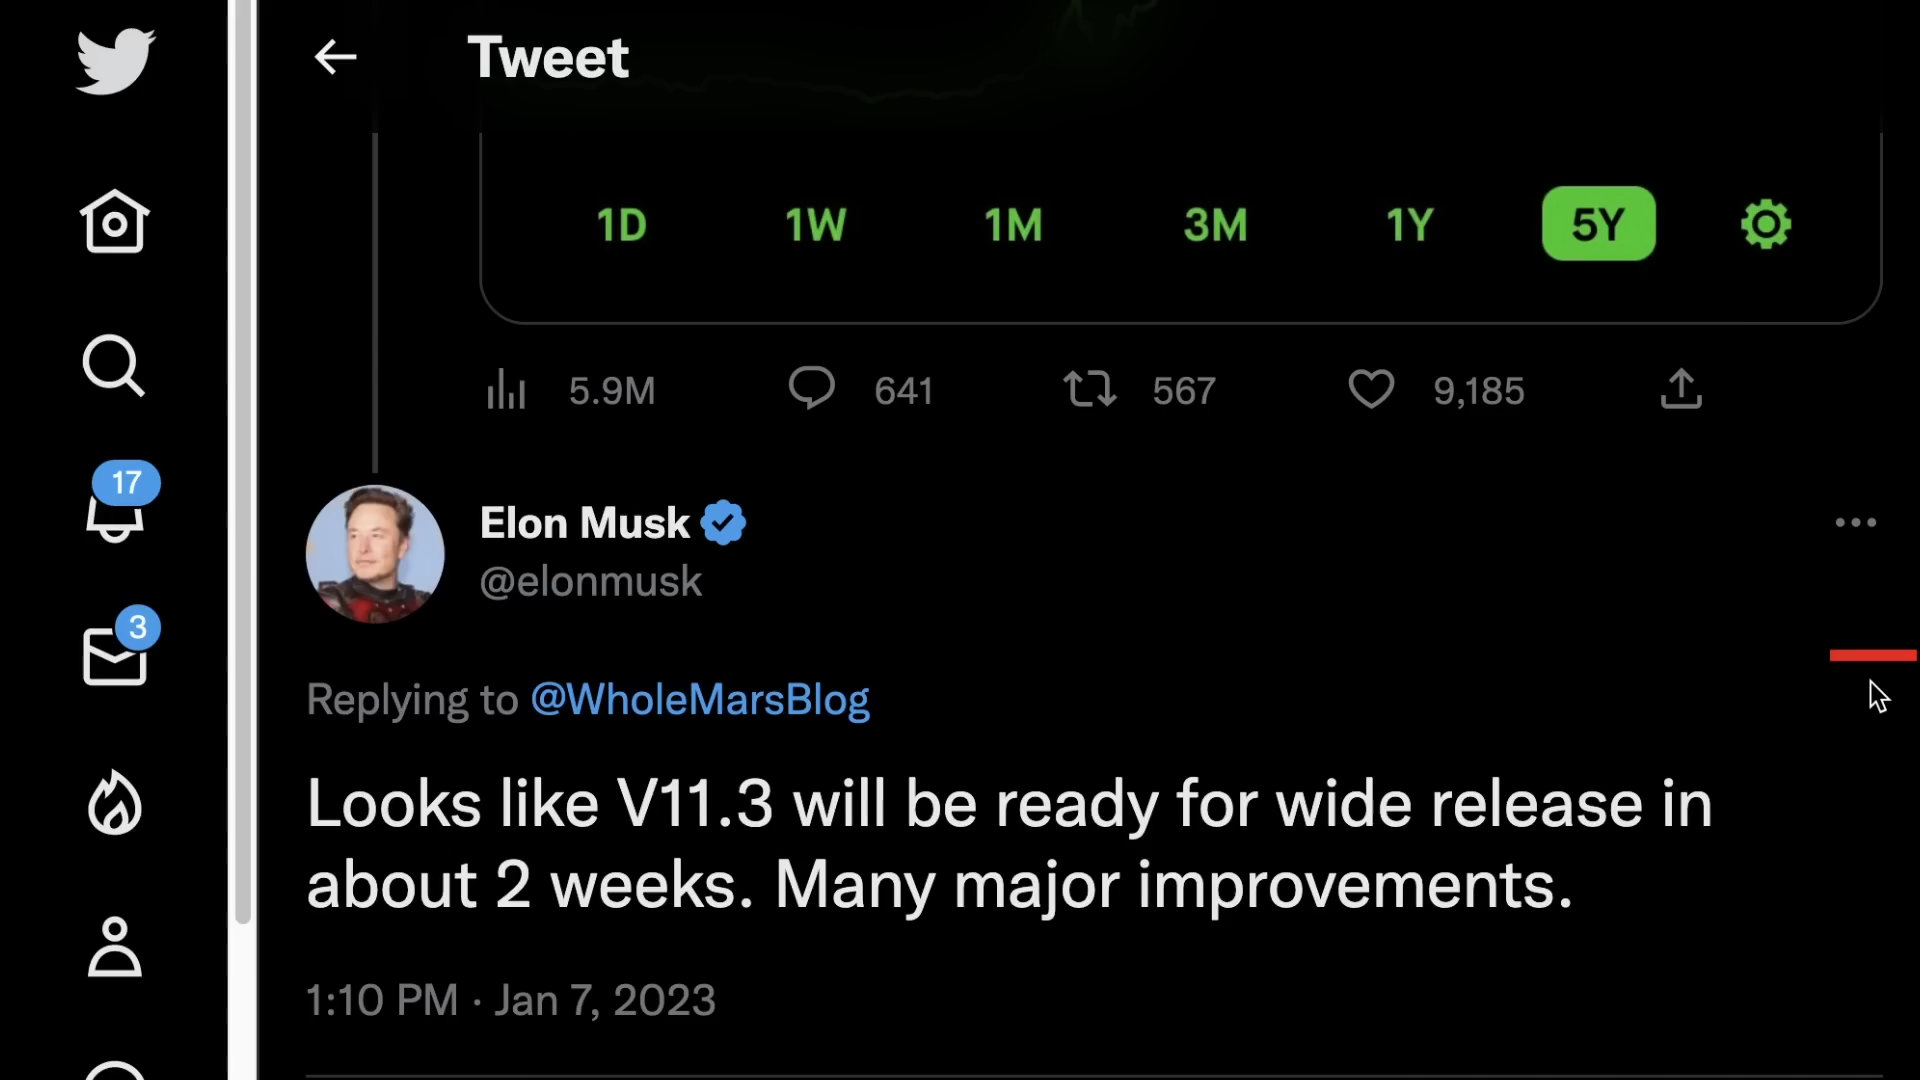 Tweet
1D 1W 1M 3M 1Y 5Y
5.9M 641 567 9,185
17
Elon Musk
@elonmusk
3
Replying to @WholeMarsBlog
Looks like V11.3 will be ready for wide release in
about 2 weeks. Many major improvements.
1:10 PM · Jan 7, 2023